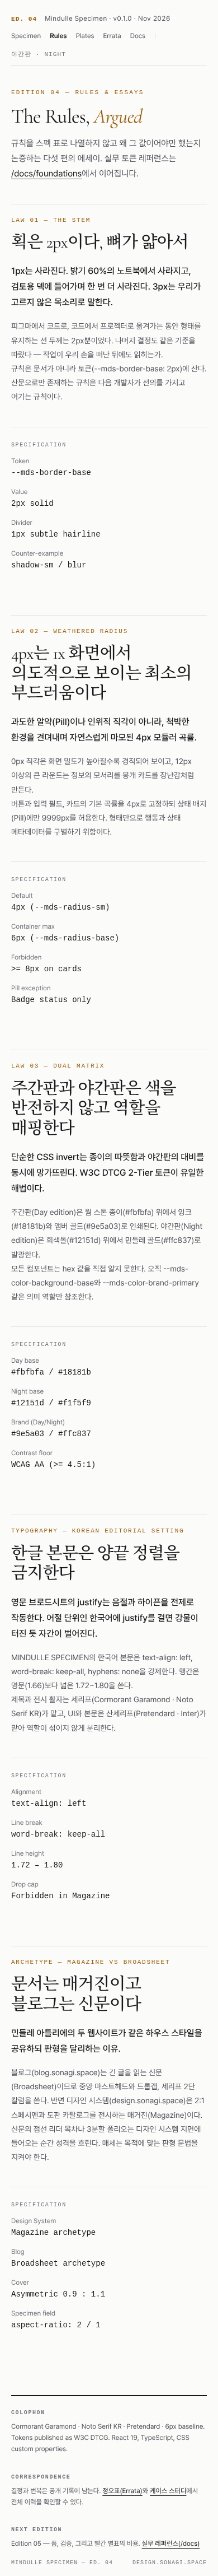 ED. 04 Mindulle Specimen · v0.1.0 · Nov 2026
Specimen Rules Plates Errata Docs
야간판 · NIGHT
EDITION 04 — RULES & ESSAYS
The Rules, Argued
규칙을 스펙 표로 나열하지 않고 왜 그 값이어야 했는지
논증하는 다섯 편의 에세이. 실무 토큰 레퍼런스는
/docs/foundations에서 이어집니다.
LAW 01 — THE STEM
획은 2px이다, 뼈가 얇아서
1px는 사라진다. 밝기 60%의 노트북에서 사라지고,
검토용 덱에 들어가며 한 번 더 사라진다. 3px는 우리가
고르지 않은 목소리로 말한다.
피그마에서 코드로, 코드에서 프로젝터로 옮겨가는 동안 형태를
유지하는 선 두께는 2px뿐이었다. 나머지 결정도 같은 기준을
따랐다 — 작업이 우리 손을 떠난 뒤에도 읽히는가.
규칙은 문서가 아니라 토큰(--mds-border-base: 2px)에 산다.
산문으로만 존재하는 규칙은 다음 개발자가 선의를 가지고
어기는 규칙이다.
SPECIFICATION
Token
--mds-border-base
Value
2px solid
Divider
1px subtle hairline
Counter-example
shadow-sm / blur
LAW 02 — WEATHERED RADIUS
4px는 1x 화면에서
의도적으로 보이는 최소의
부드러움이다
과도한 알약(Pill)이나 인위적 직각이 아니라, 척박한
환경을 견뎌내며 자연스럽게 마모된 4px 모듈러 곡률.
0px 직각은 화면 밀도가 높아질수록 경직되어 보이고, 12px
이상의 큰 라운드는 정보의 모서리를 뭉개 카드를 장난감처럼
만든다.
버튼과 입력 필드, 카드의 기본 곡률을 4px로 고정하되 상태 배지
(Pill)에만 9999px를 허용한다. 형태만으로 행동과 상태
메타데이터를 구별하기 위함이다.
SPECIFICATION
Default
4px (--mds-radius-sm)
Container max
6px (--mds-radius-base)
Forbidden
>= 8px on cards
Pill exception
Badge status only
LAW 03 — DUAL MATRIX
주간판과 야간판은 색을
반전하지 않고 역할을
매핑한다
단순한 CSS invert는 종이의 따뜻함과 야간판의 대비를
동시에 망가뜨린다. W3C DTCG 2-Tier 토큰이 유일한
해법이다.
주간판(Day edition)은 웜 스톤 종이(#fbfbfa) 위에서 잉크
(#18181b)와 앰버 골드(#9e5a03)로 인쇄된다. 야간판(Night
edition)은 회색돌(#12151d) 위에서 민들레 골드(#ffc837)로
발광한다.
모든 컴포넌트는 hex 값을 직접 알지 못한다. 오직 --mds-
color-background-base와 --mds-color-brand-primary
같은 의미 역할만 참조한다.
SPECIFICATION
Day base
#fbfbfa / #18181b
Night base
#12151d / #f1f5f9
Brand (Day/Night)
#9e5a03 / #ffc837
Contrast floor
WCAG AA (>= 4.5:1)
TYPOGRAPHY — KOREAN EDITORIAL SETTING
한글 본문은 양끝 정렬을
금지한다
영문 브로드시트의 justify는 음절과 하이픈을 전제로
작동한다. 어절 단위인 한국어에 justify를 걸면 강물이
터진 듯 자간이 벌어진다.
MINDULLE SPECIMEN의 한국어 본문은 text-align: left,
word-break: keep-all, hyphens: none을 강제한다. 행간은
영문(1.66)보다 넓은 1.72~1.80을 쓴다.
제목과 전시 활자는 세리프(Cormorant Garamond · Noto
Serif KR)가 맡고, UI와 본문은 산세리프(Pretendard · Inter)가
맡아 역할이 섞이지 않게 분리한다.
SPECIFICATION
Alignment
text-align: left
Line break
word-break: keep-all
Line height
1.72 – 1.80
Drop cap
Forbidden in Magazine
ARCHETYPE — MAGAZINE VS BROADSHEET
문서는 매거진이고
블로그는 신문이다
민들레 아틀리에의 두 웹사이트가 같은 하우스 스타일을
공유하되 판형을 달리하는 이유.
블로그(blog.sonagi.space)는 긴 글을 읽는 신문
(Broadsheet)이므로 중앙 마스트헤드와 드롭캡, 세리프 2단
칼럼을 쓴다. 반면 디자인 시스템(design.sonagi.space)은 2:1
스페시멘과 도판 카탈로그를 전시하는 매거진(Magazine)이다.
신문의 점선 리더 목차나 3분할 폴리오는 디자인 시스템 지면에
들어오는 순간 성격을 흐린다. 매체는 목적에 맞는 판형 문법을
지켜야 한다.
SPECIFICATION
Design System
Magazine archetype
Blog
Broadsheet archetype
Cover
Asymmetric 0.9 : 1.1
Specimen field
aspect-ratio: 2 / 1
COLOPHON
Cormorant Garamond · Noto Serif KR · Pretendard · 6px baseline.
Tokens published as W3C DTCG. React 19, TypeScript, CSS
custom properties.
CORRESPONDENCE
결정과 번복은 공개 기록에 남는다. 정오표(Errata)와 케이스 스터디에서
전체 이력을 확인할 수 있다.
NEXT EDITION
Edition 05 — 폼, 검증, 그리고 빨간 별표의 비용. 실무 레퍼런스(/docs)
MINDULLE SPECIMEN — ED. 04 DESIGN.SONAGI.SPACE